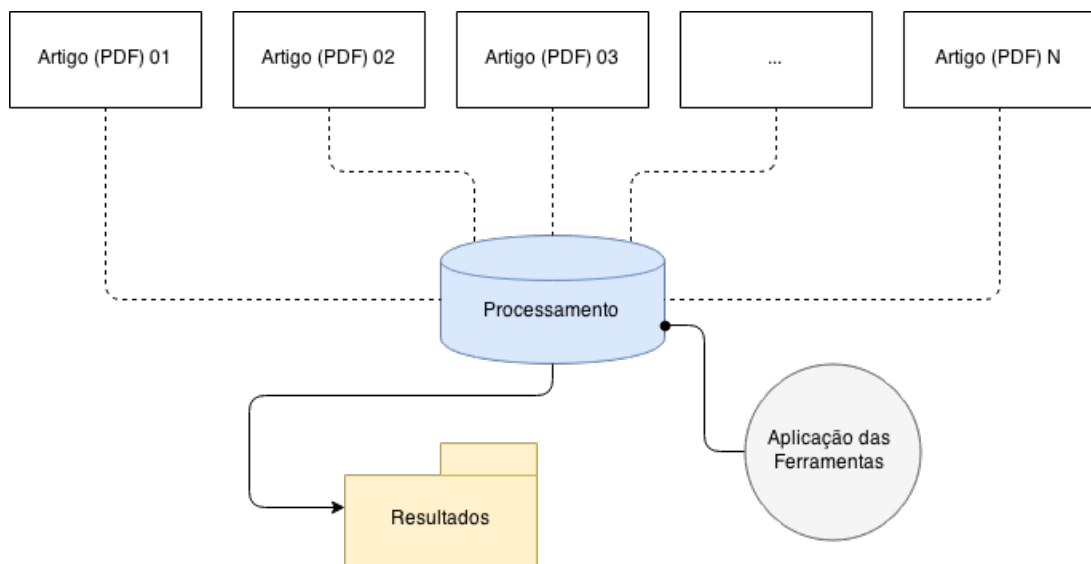 Artigo (PDF) 01
Artigo (PDF) 02
Artigo (PDF) 03
...
Artigo (PDF) N
Processamento
Aplicação das
Ferramentas
Resultados